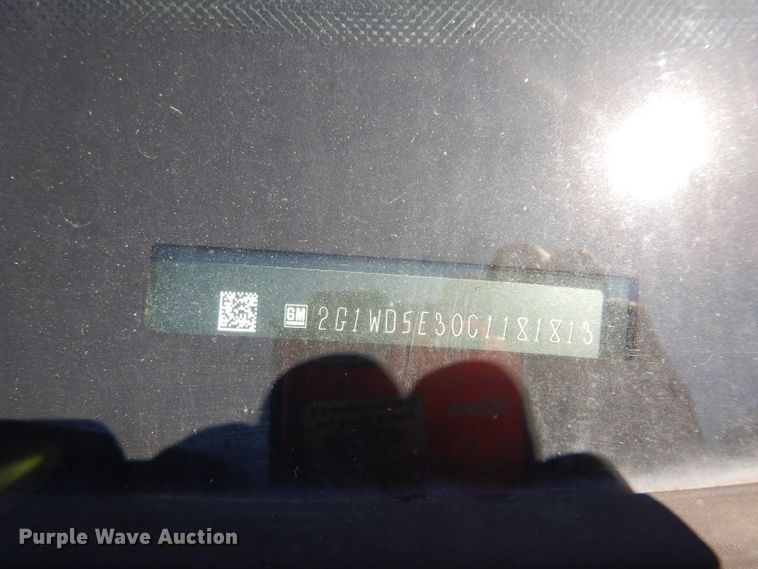 GM 2G1WD5E30C1181813
Purple Wave Auction